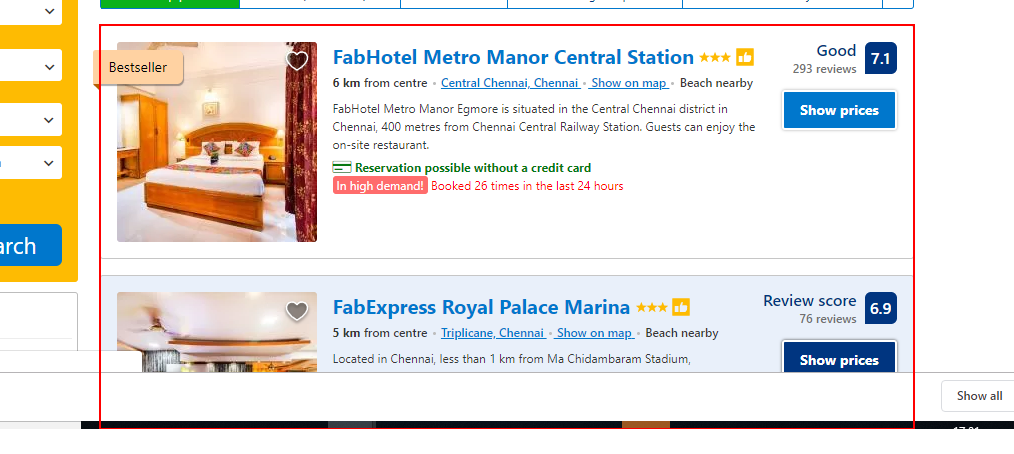 Bestseller
FabHotel Metro Manor Central Station
6 km from centre • Central Chennai, Chennai • Show on map • Beach nearby
FabHotel Metro Manor Egmore is situated in the Central Chennai district in
Chennai, 400 metres from Chennai Central Railway Station. Guests can enjoy the
on-site restaurant.
Reservation possible without a credit card
In high demand! Booked 26 times in the last 24 hours
Good 7.1
293 reviews
Show prices
arch
FabExpress Royal Palace Marina
5 km from centre • Triplicane, Chennai • Show on map • Beach nearby
Located in Chennai, less than 1 km from Ma Chidambaram Stadium,
Review score 6.9
76 reviews
Show prices
Show all